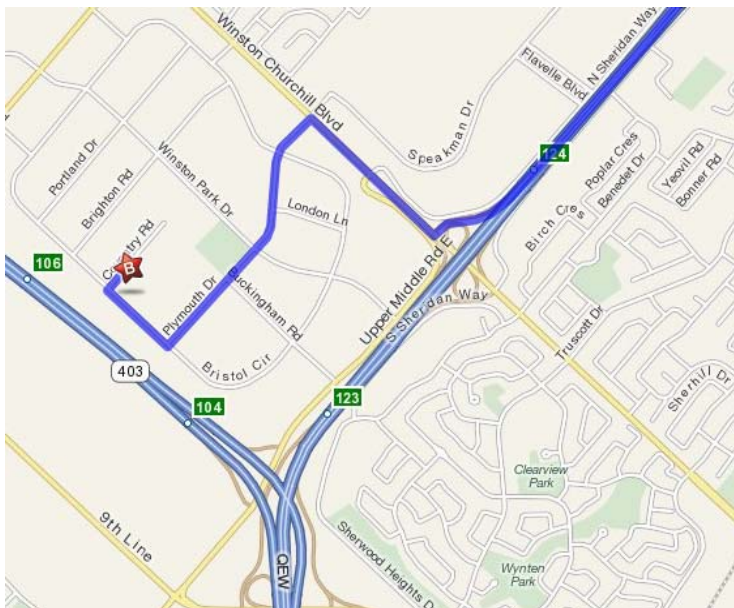 Winston Churchill Blvd
N Sheridan Way
Flavelle Blvd
Speakman Dr
124
Portland Dr
Winston Park Dr
Poplar Cres
Benedet Dr
Yeovil Rd
Bonner Rd
Brighton Rd
London Ln
Birch Cres
B
106
Plymouth Dr
Buckingham Rd
Upper Middle Rd E
S Sheridan Way
Truscott Dr
Bristol Cir
403
104
123
Sherhill Dr
Clearview
Park
9th Line
QEW
Sherwood Heights D
Wynten
Park